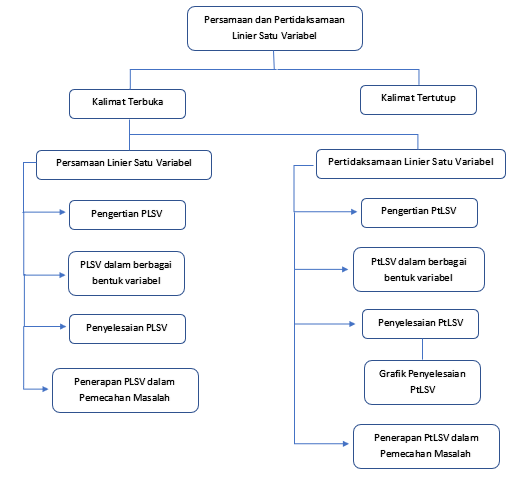 Persamaan dan Pertidaksamaan
Linier Satu Variabel
Kalimat Terbuka
Kalimat Tertutup
Persamaan Linier Satu Variabel
Pertidaksamaan Linier Satu Variabel
Pengertian PLSV
Pengertian PtLSV
PLSV dalam berbagai
bentuk variabel
PtLSV dalam berbagai
bentuk variabel
Penyelesaian PLSV
Penyelesaian PtLSV
Grafik Penyelesaian
PtLSV
Penerapan PLSV dalam
Pemecahan Masalah
Penerapan PtLSV dalam
Pemecahan Masalah